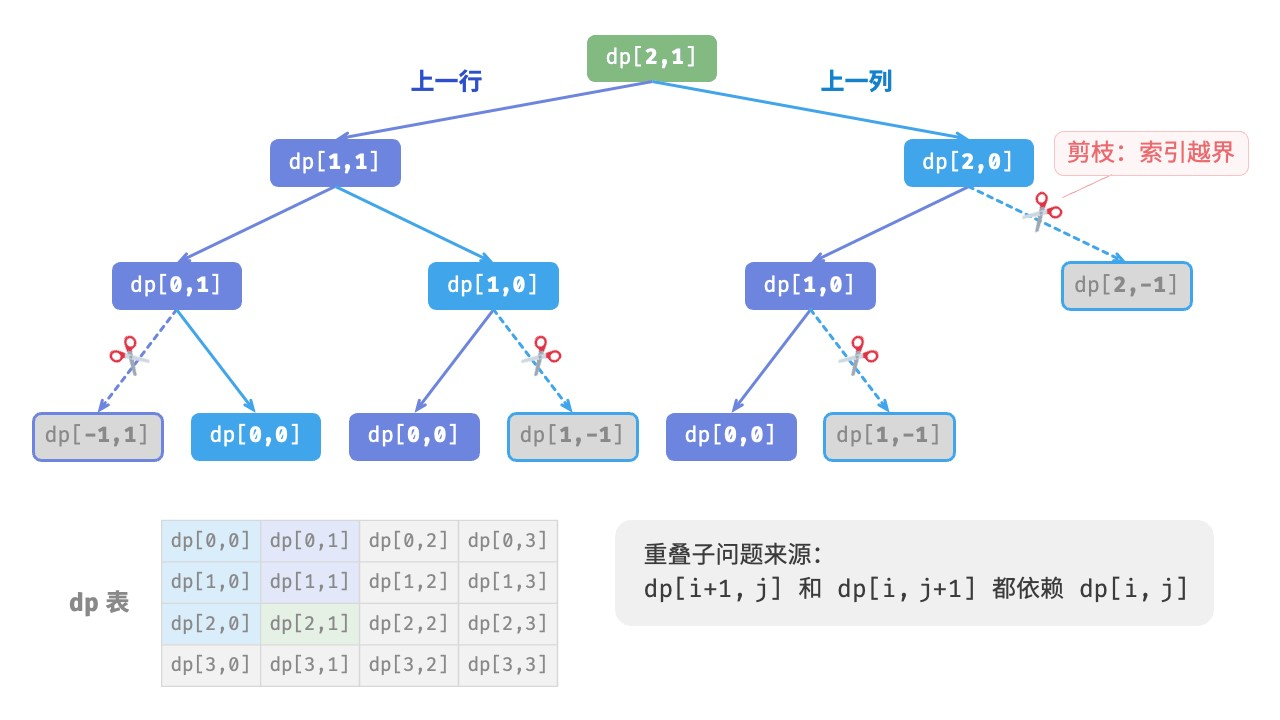 dp[2,1]
上一行
上一列
dp[1,1]
dp[2,0]
剪枝：索引越界
dp[0,1]
dp[1,0]
dp[1,0]
dp[2,-1]
dp[-1,1]
dp[0,0]
dp[0,0]
dp[1,-1]
dp[0,0]
dp[1,-1]
dp 表
dp[0,0] dp[0,1] dp[0,2] dp[0,3]
dp[1,0] dp[1,1] dp[1,2] dp[1,3]
dp[2,0] dp[2,1] dp[2,2] dp[2,3]
dp[3,0] dp[3,1] dp[3,2] dp[3,3]
重叠子问题来源：
dp[i+1, j] 和 dp[i, j+1] 都依赖 dp[i, j]